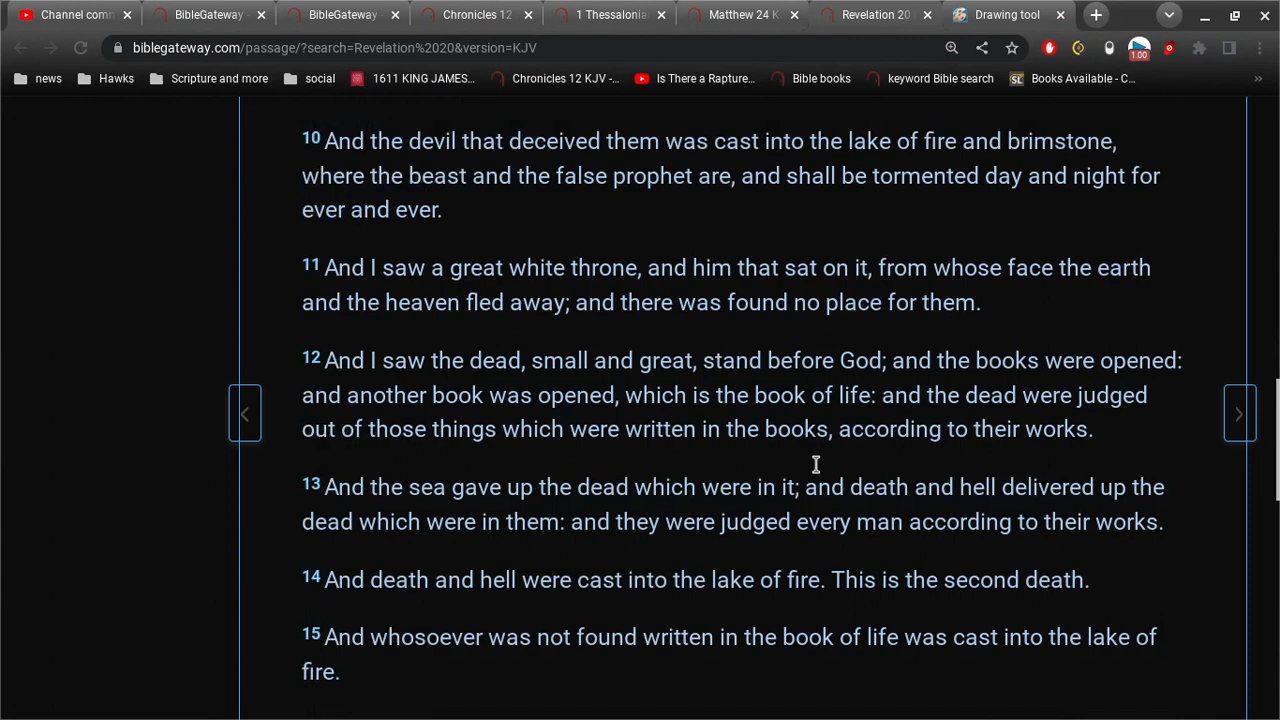 Channel comm
BibleGateway -
BibleGateway -
Chronicles 12
1 Thessalonia
Matthew 24 K
Revelation 20
Drawing tool
biblegateway.com/passage/?search=Revelation%2020&version=KJV
1.00
news
Hawks
Scripture and more
social
1611 KING JAMES...
Chronicles 12 KJV -...
Is There a Rapture...
Bible books
keyword Bible search
SL
Books Available - C...
»
10 And the devil that deceived them was cast into the lake of fire and brimstone,
where the beast and the false prophet are, and shall be tormented day and night for
ever and ever.
11 And I saw a great white throne, and him that sat on it, from whose face the earth
and the heaven fled away; and there was found no place for them.
12 And I saw the dead, small and great, stand before God; and the books were opened:
and another book was opened, which is the book of life: and the dead were judged
out of those things which were written in the books, according to their works.
13 And the sea gave up the dead which were in it; and death and hell delivered up the
dead which were in them: and they were judged every man according to their works.
14 And death and hell were cast into the lake of fire. This is the second death.
15 And whosoever was not found written in the book of life was cast into the lake of
fire.